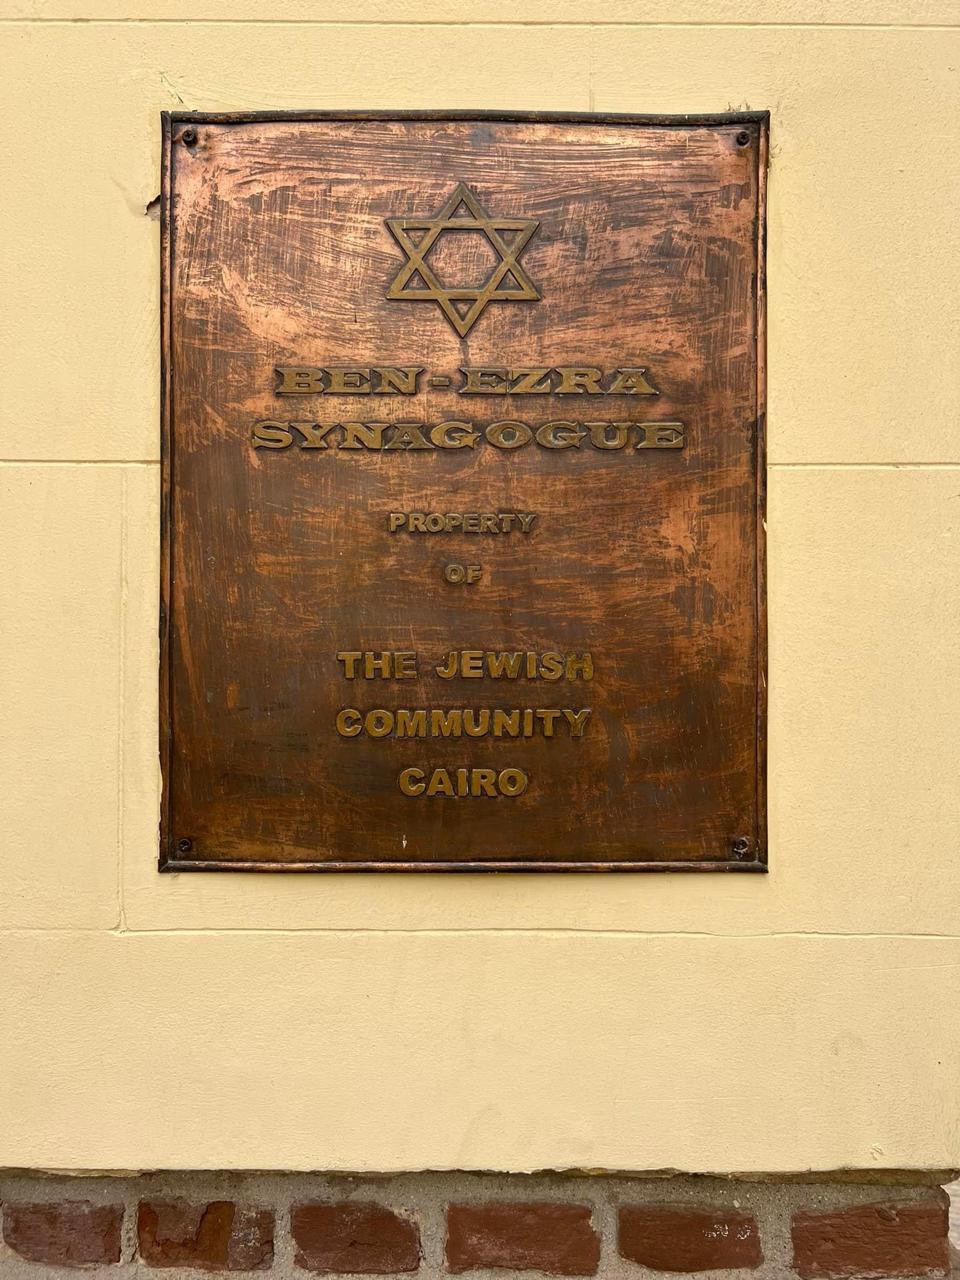 BEN-EZRA
SYNAGOGUE
PROPERTY
OF
THE JEWISH
COMMUNITY
CAIRO